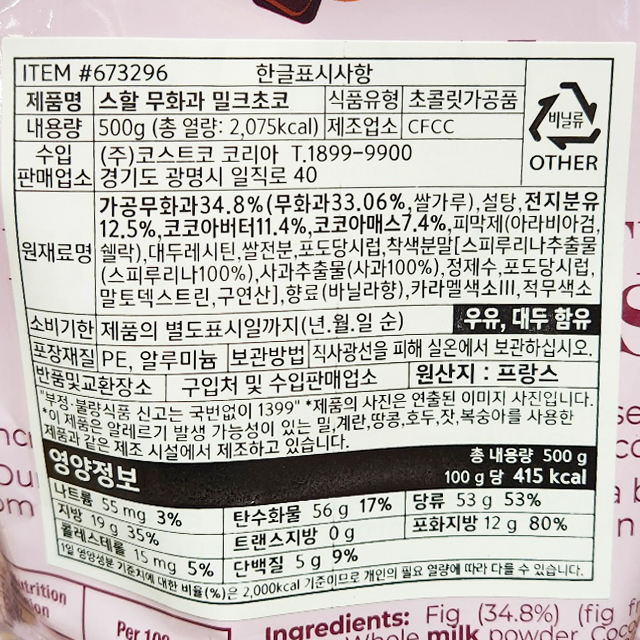 ITEM #673296 한글표시사항
제품명 스할 무화과 밀크초코 식품유형 초콜릿가공품
내용량 500g (총 열량: 2,075kcal) 제조업소 CFCC
비닐류
OTHER
수입 (주)코스트코 코리아 T.1899-9900
판매업소 경기도 광명시 일직로 40
가공무화과34.8%(무화과33.06%,쌀가루),설탕,전지분유
12.5%,코코아버터11.4%,코코아매스7.4%,피막제(아라비아검,
원재료명 쉘락),대두레시틴,쌀전분,포도당시럽,착색분말[스피루리나추출물
(스피루리나100%),사과추출물(사과100%),정제수,포도당시럽,
말토덱스트린,구연산],향료(바닐라향),카라멜색소III,적무색소
소비기한 제품의 별도표시일까지(년.월.일 순) 우유, 대두 함유
포장재질 PE, 알루미늄 보관방법 직사광선을 피해 실온에서 보관하십시오.
반품및교환장소 구입처 및 수입판매업소 원산지 : 프랑스
"부정·불량식품 신고는 국번없이 1399" *제품의 사진은 연출된 이미지 사진입니다.
*이 제품은 알레르기 발생 가능성이 있는 밀,계란,땅콩,호두,잣,복숭아를 사용한
제품과 같은 제조 시설에서 제조하고 있습니다.
영양정보 총 내용량 500 g
100 g 당 415 kcal
나트륨 55 mg 3% 탄수화물 56 g 17% 당류 53 g 53%
지방 19 g 35% 트랜스지방 0 g 포화지방 12 g 80%
콜레스테롤 15 mg 5% 단백질 5 g 9%
1일 영양성분 기준치에 대한 비율(%)은 2,000kcal 기준이므로 개인의 필요 열량에 따라 다를 수 있습니다.
Per 100
Ingredients: Fig (34.8%) (fig
milk powder